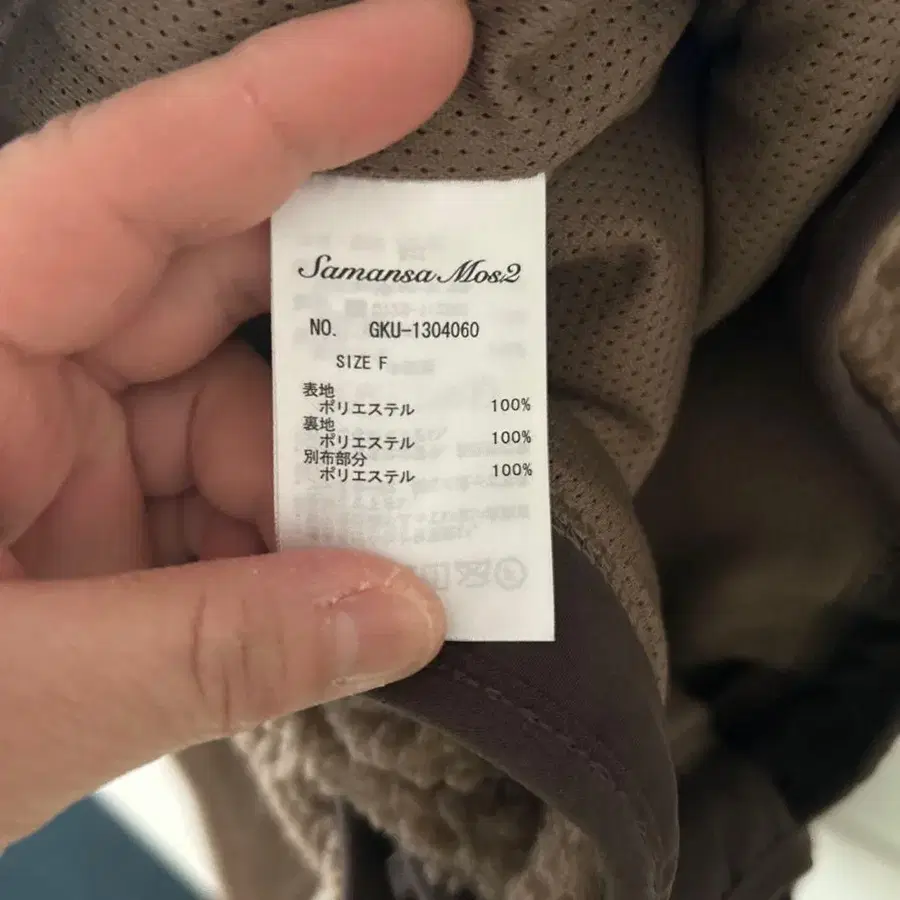 Samansa Mos2
NO. GKU-1304060
SIZE F
表地
ポリエステル 100%
裏地
ポリエステル 100%
別布部分
ポリエステル 100%